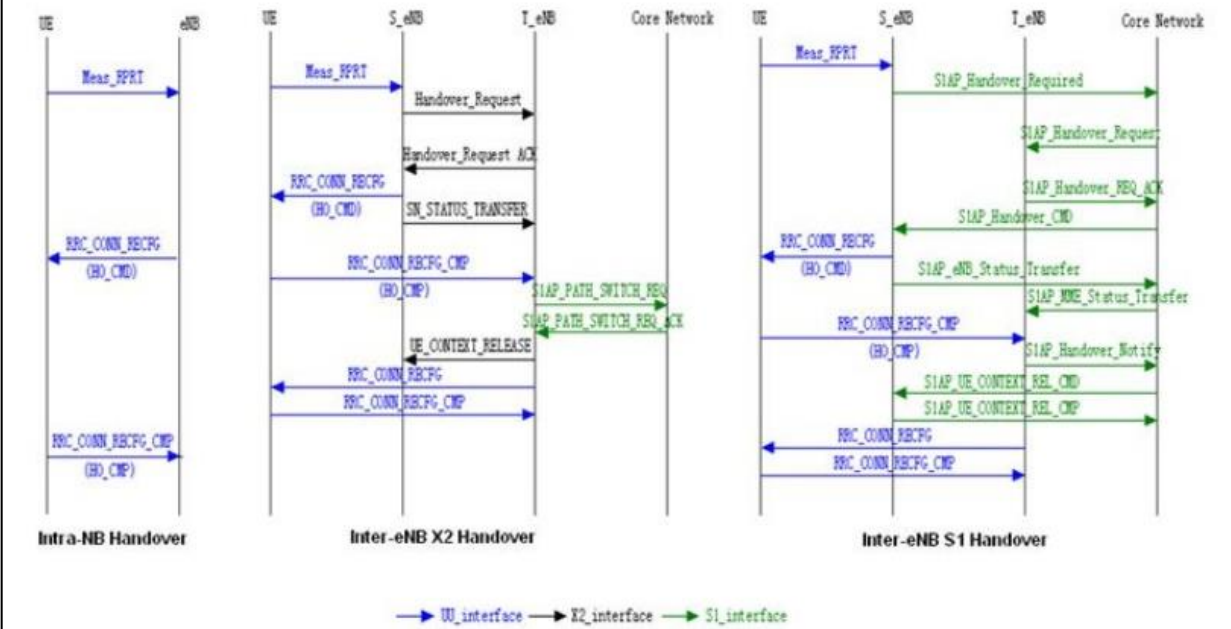 UE
eNB
Meas_RPRT
RRC_CONN_RECFG
(HO_CMD)
RRC_CONN_RECFG_CMP
(HO_CMP)
Intra-NB Handover
UE
S_eNB
T_eNB
Core Network
Meas_RPRT
Handover_Request
Handover_Request ACK
RRC_CONN_RECFG
(HO_CMD)
SN_STATUS_TRANSFER
RRC_CONN_RECFG_CMP
(HO_CMP)
S1AP_PATH_SWITCH_REQ
S1AP_PATH_SWITCH_REQ_ACK
UE_CONTEXT_RELEASE
RRC_CONN_RECFG
RRC_CONN_RECFG_CMP
Inter-eNB X2 Handover
UE
S_eNB
T_eNB
Core Network
Meas_RPRT
S1AP_Handover_Required
S1AP_Handover_Request
S1AP_Handover_REQ_ACK
S1AP_Handover_CMD
RRC_CONN_RECFG
(HO_CMD)
S1AP_eNB_Status_Transfer
S1AP_MME_Status_Transfer
RRC_CONN_RECFG_CMP
(HO_CMP)
S1AP_Handover_Notify
S1AP_UE_CONTEXT_REL_CMD
S1AP_UE_CONTEXT_REL_CMP
RRC_CONN_RECFG
RRC_CONN_RECFG_CMP
Inter-eNB S1 Handover
UU_interface
X2_interface
S1_interface